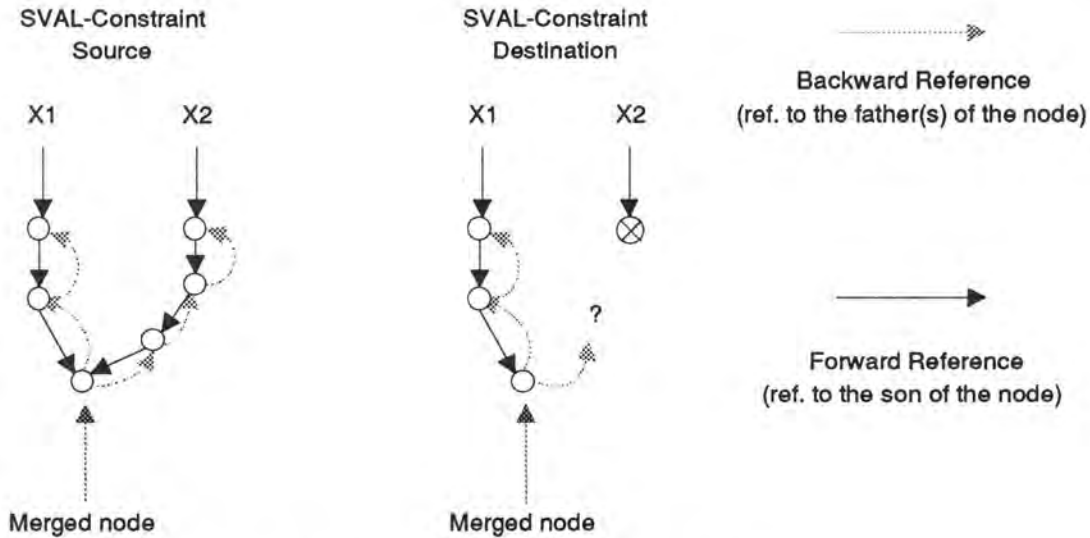 SVAL-Constraint
Source
X1
X2
Merged node
SVAL-Constraint
Destination
X1
X2
?
Merged node
Backward Reference
(ref. to the father(s) of the node)
Forward Reference
(ref. to the son of the node)